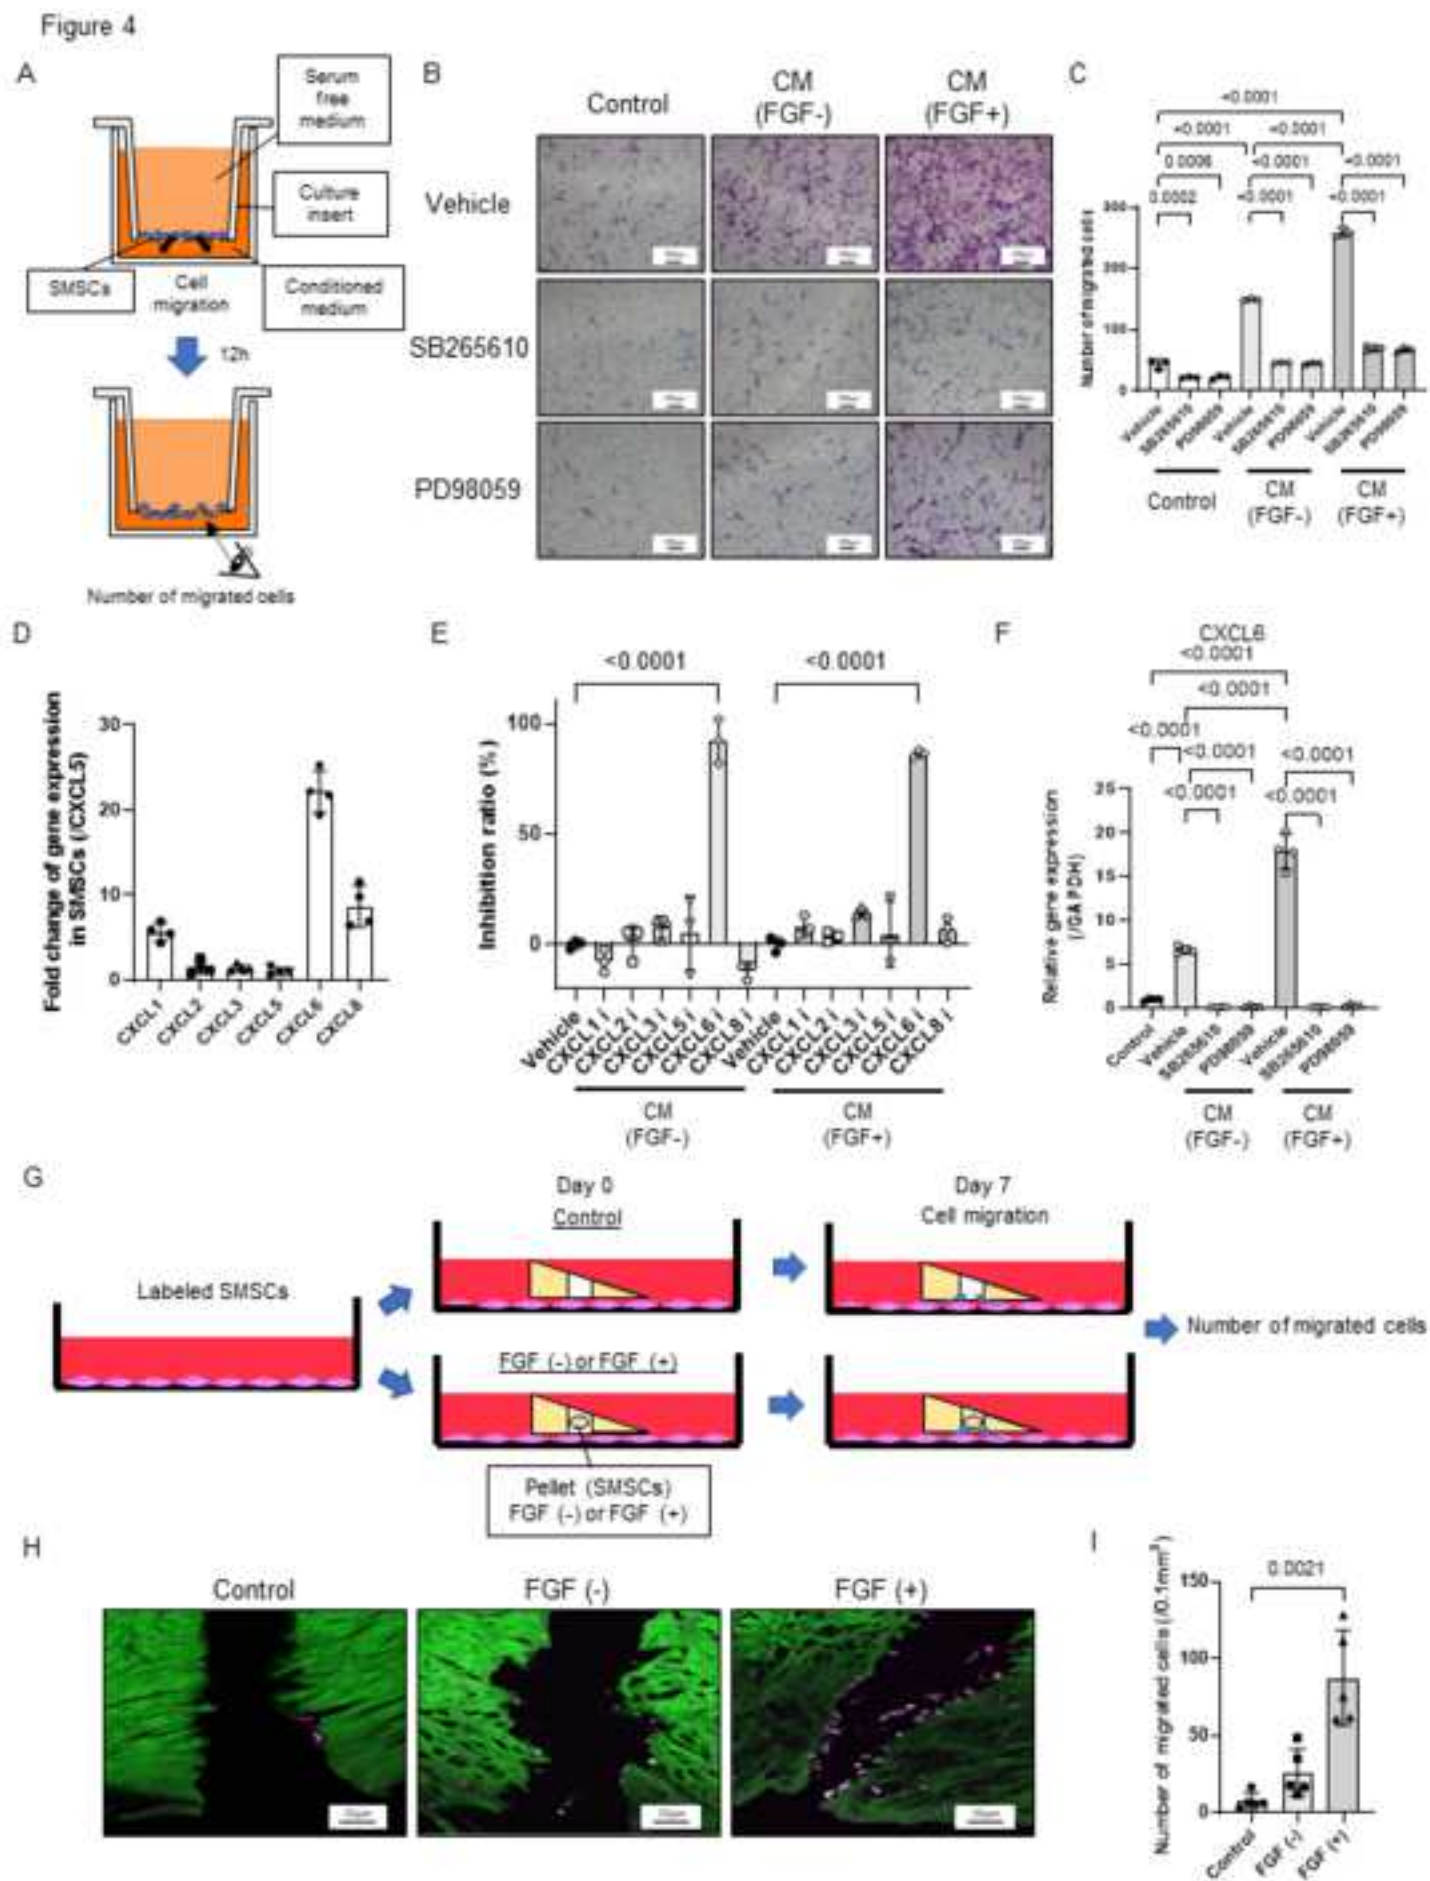 Figure 4
A
Serum
free
medium
Culture
insert
SMSCs
Cell
migration
Conditioned
medium
12h
Number of migrated cells
B
Control
CM
(FGF-)
CM
(FGF+)
Vehicle
SB265610
PD98059
C
<0.0001
<0.0001
<0.0001
0.0006
<0.0001
<0.0001
0.0002
<0.0001
<0.0001
Number of migrated cells
300
200
100
0
Vehicle
SB265610
PD98059
Vehicle
SB265610
PD98059
Vehicle
SB265610
PD98059
Control
CM
(FGF-)
CM
(FGF+)
D
Fold change of gene expression
in SMSCs (/CXCL5)
30
20
10
0
CXCL1
CXCL2
CXCL3
CXCL5
CXCL6
CXCL8
E
<0.0001
<0.0001
Inhibition ratio (%)
100
50
0
Vehicle
CXCL1 i
CXCL2 i
CXCL3 i
CXCL5 i
CXCL6 i
CXCL8 i
Vehicle
CXCL1 i
CXCL2 i
CXCL3 i
CXCL5 i
CXCL6 i
CXCL8 i
CM
(FGF-)
CM
(FGF+)
F
CXCL6
<0.0001
<0.0001
<0.0001
<0.0001
<0.0001
<0.0001
<0.0001
Relative gene expression
(/GAPDH)
25
20
15
10
5
0
Control
Vehicle
SB265610
PD98059
Vehicle
SB265610
PD98059
CM
(FGF-)
CM
(FGF+)
G
Labeled SMSCs
Day 0
Control
Day 7
Cell migration
FGF (-) or FGF (+)
Pellet (SMSCs)
FGF (-) or FGF (+)
Number of migrated cells
H
Control
FGF (-)
FGF (+)
I
0.0021
Number of migrated cells (/0.1mm³)
150
100
50
0
Control
FGF (-)
FGF (+)